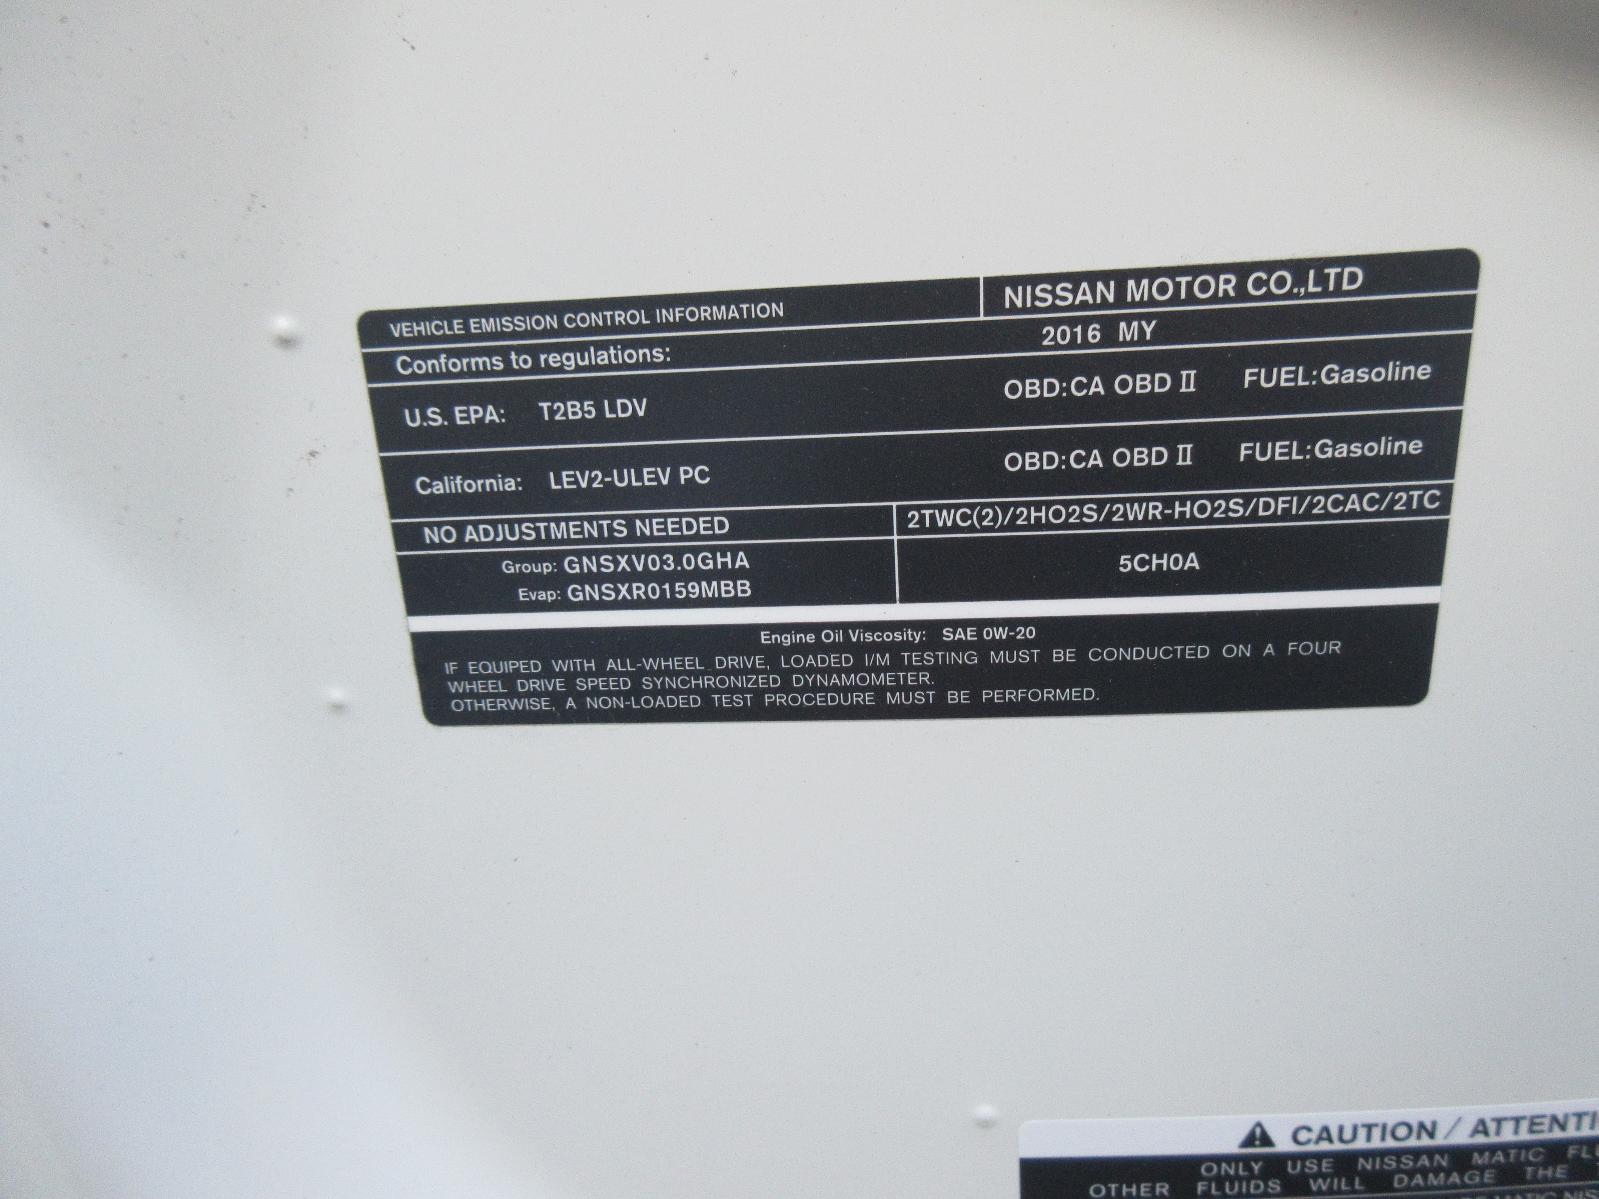 VEHICLE EMISSION CONTROL INFORMATION NISSAN MOTOR CO.,LTD
Conforms to regulations: 2016 MY
U.S. EPA: T2B5 LDV OBD:CA OBD II FUEL:Gasoline
California: LEV2-ULEV PC OBD:CA OBD II FUEL:Gasoline
NO ADJUSTMENTS NEEDED 2TWC(2)/2HO2S/2WR-HO2S/DFI/2CAC/2TC
Group: GNSXV03.0GHA 5CH0A
Evap: GNSXR0159MBB
Engine Oil Viscosity: SAE 0W-20
IF EQUIPED WITH ALL-WHEEL DRIVE, LOADED I/M TESTING MUST BE CONDUCTED ON A FOUR
WHEEL DRIVE SPEED SYNCHRONIZED DYNAMOMETER.
OTHERWISE, A NON-LOADED TEST PROCEDURE MUST BE PERFORMED.
CAUTION / ATTENTI
ONLY USE NISSAN MATIC FLU
OTHER FLUIDS WILL DAMAGE THE